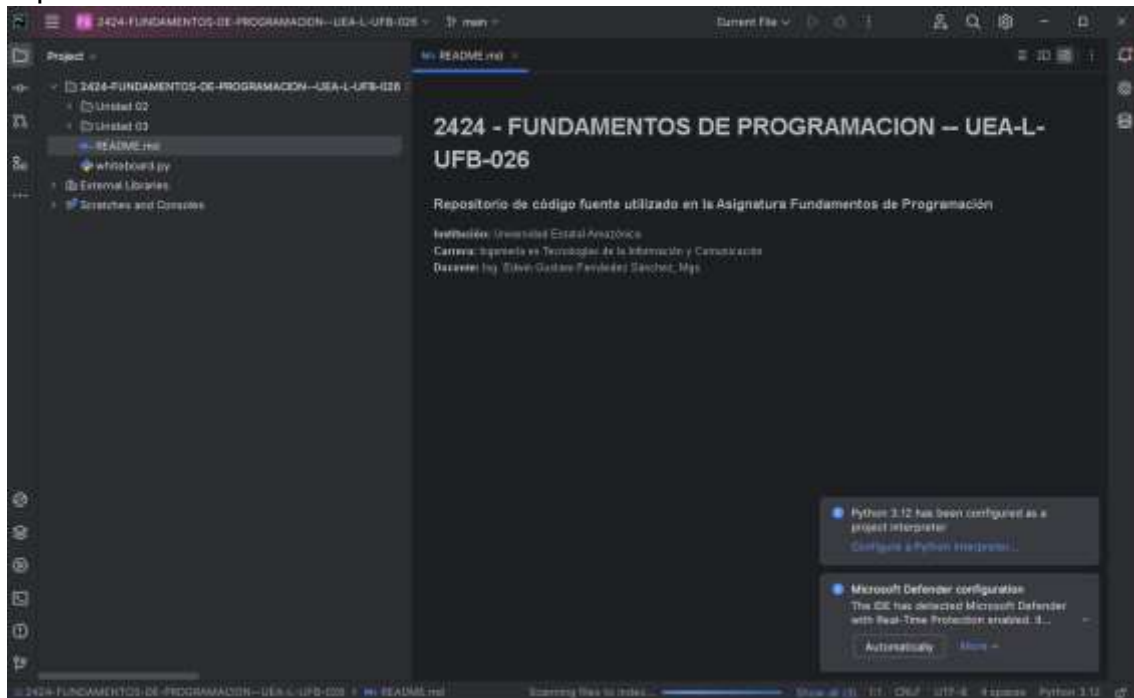 2424-FUNDAMENTOS-DE-PROGRAMACION--UEA-L-UFB-026
main
Current File
Project
README.md
2424-FUNDAMENTOS-DE-PROGRAMACION--UEA-L-UFB-026
Unidad 02
Unidad 03
README.md
whiteboard.py
External Libraries
Scratches and Consoles
2424 - FUNDAMENTOS DE PROGRAMACION -- UEA-L-
UFB-026
Repositorio de código fuente utilizado en la Asignatura Fundamentos de Programación
Institución: Universidad Estatal Amazónica
Carrera: Ingeniería en Tecnologías de la Información y Comunicación
Docente: Ing. Edwin Gustavo Fernández Sánchez, Mgs.
Python 3.12 has been configured as a
project interpreter
Configure a Python interpreter...
Microsoft Defender configuration
The IDE has detected Microsoft Defender
with Real-Time Protection enabled. It...
Automatically More
2424-FUNDAMENTOS-DE-PROGRAMACION--UEA-L-UFB-026 README.md Scanning files to index... Show all 1:1 CRLF UTF-8 4 spaces Python 3.12